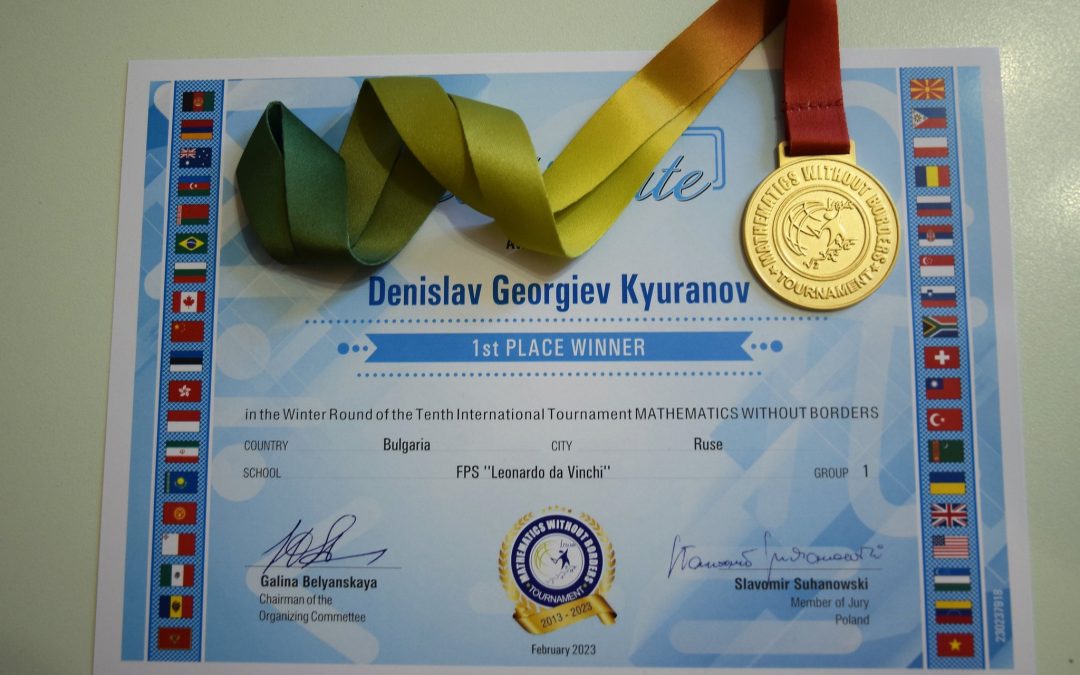 Denislav Georgiev Kyuranov
1st PLACE WINNER
in the Winter Round of the Tenth International Tournament MATHEMATICS WITHOUT BORDERS
COUNTRY Bulgaria CITY Ruse
SCHOOL FPS "Leonardo da Vinchi" GROUP 1
MATHEMATICS WITHOUT BORDERS
TOURNAMENT
MATHEMATICS WITHOUT BORDERS
TOURNAMENT
2013 - 2023
Galina Belyanskaya
Chairman of the
Organizing Committee
Slavomir Suhanowski
Member of Jury
Poland
February 2023
230237918